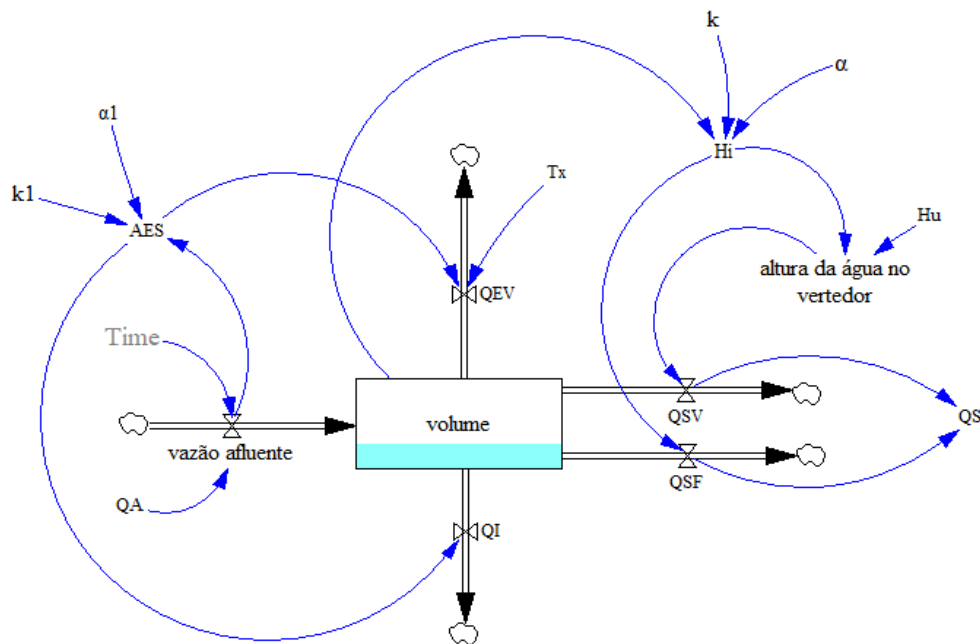 k
α
Hi
α1
Tx
k1
AES
Hu
altura da água no
vertedor
QEV
Time
QSV
QS
volume
vazão afluente
QSF
QA
QI